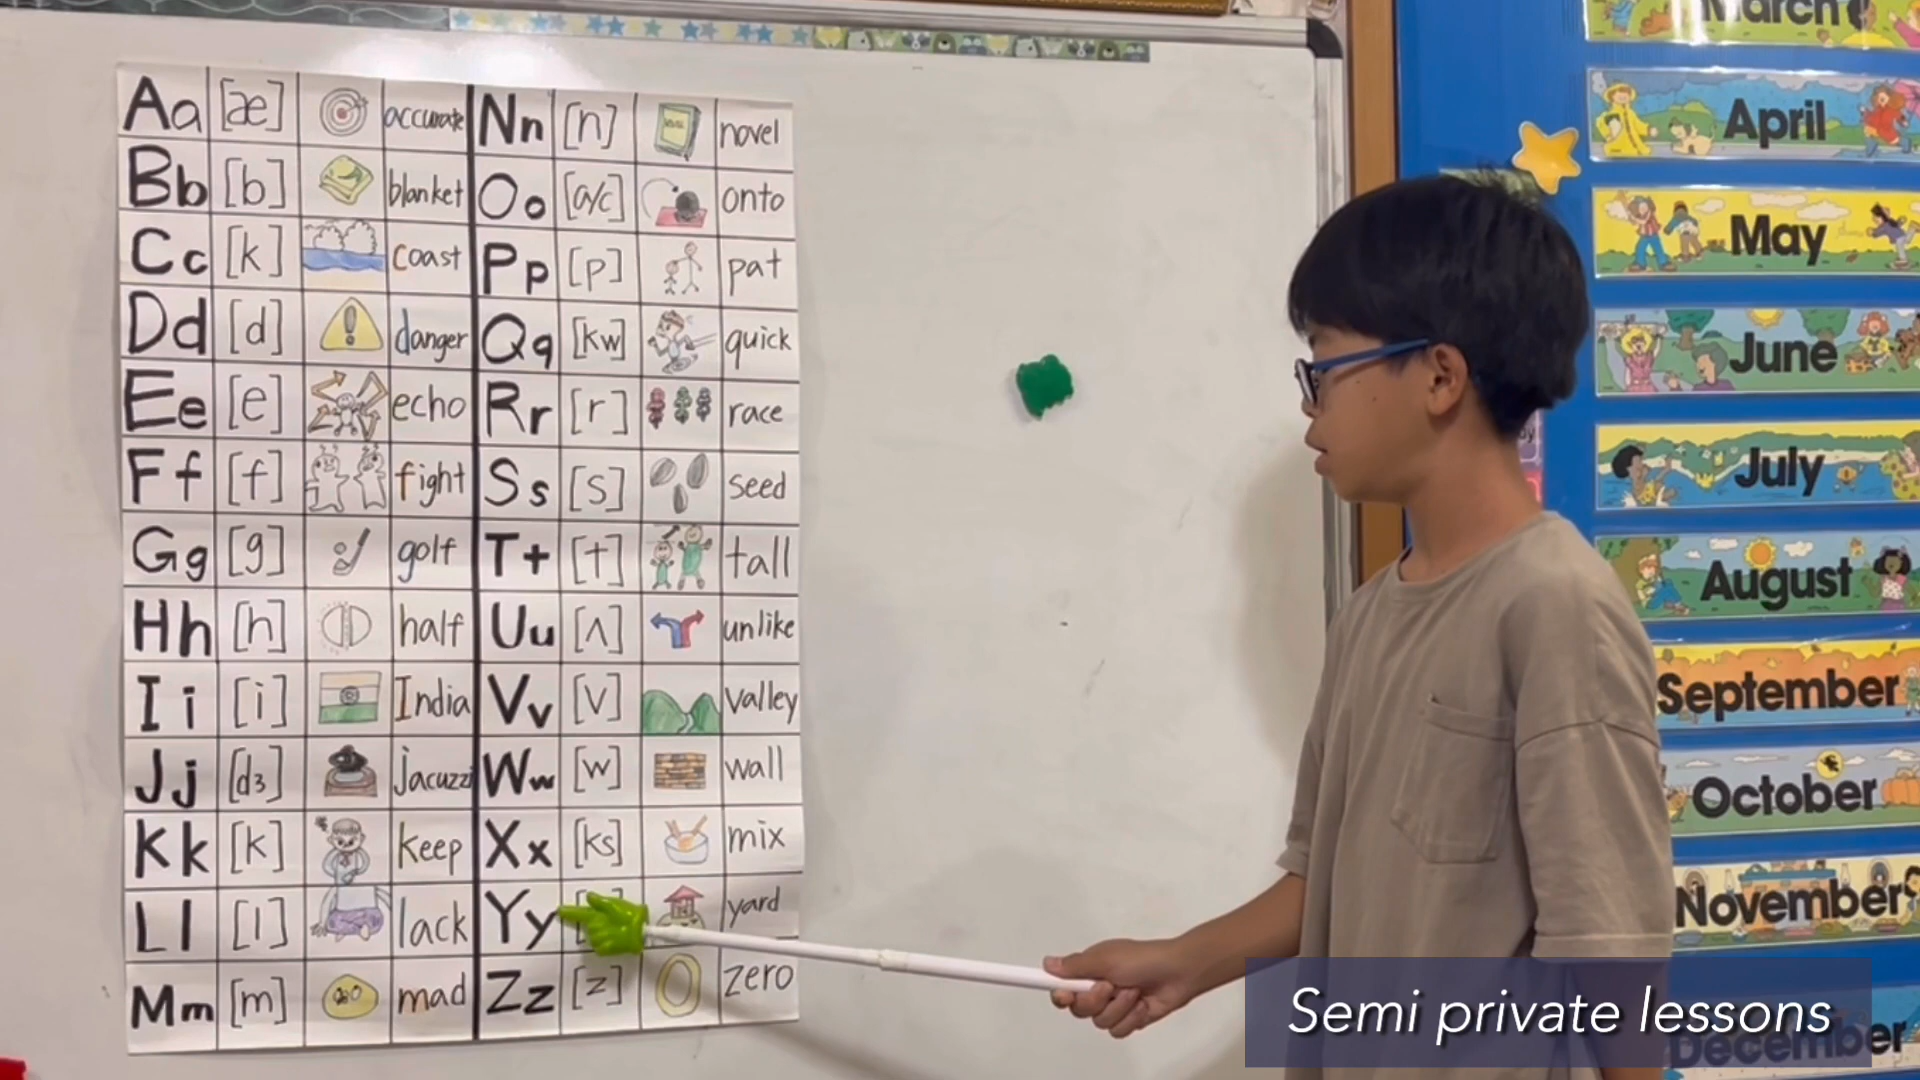 Aa [æ] accurate
Bb [b] blanket
Cc [k] coast
Dd [d] danger
Ee [e] echo
Ff [f] fight
Gg [g] golf
Hh [h] half
Ii [i] India
Jj [dʒ] jacuzzi
Kk [k] keep
Ll [l] lack
Mm [m] mad
Nn [n] novel
Oo [a/c] onto
Pp [p] pat
Qq [kw] quick
Rr [r] race
Ss [s] seed
Tt [t] tall
Uu [ʌ] unlike
Vv [v] valley
Ww [w] wall
Xx [ks] mix
Yy yard
Zz [z] zero
March
April
May
June
July
August
September
October
November
December
Semi private lessons